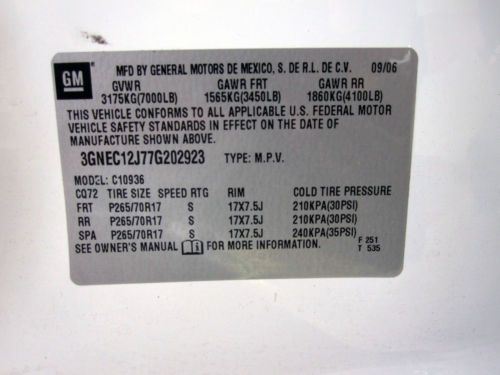 GM
MFD BY GENERAL MOTORS DE MEXICO, S. DE R.L. DE C.V. 09/06
GVWR GAWR FRT GAWR RR
3175KG(7000LB) 1565KG(3450LB) 1860KG(4100LB)
THIS VEHICLE CONFORMS TO ALL APPLICABLE U.S. FEDERAL MOTOR
VEHICLE SAFETY STANDARDS IN EFFECT ON THE DATE OF
MANUFACTURE SHOWN ABOVE.
3GNEC12J77G202923 TYPE: M.P.V.
MODEL: C10936
CQ72 TIRE SIZE SPEED RTG RIM COLD TIRE PRESSURE
FRT P265/70R17 S 17X7.5J 210KPA(30PSI)
RR P265/70R17 S 17X7.5J 210KPA(30PSI)
SPA P265/70R17 S 17X7.5J 240KPA(35PSI)
SEE OWNER'S MANUAL FOR MORE INFORMATION. F 251
T 535